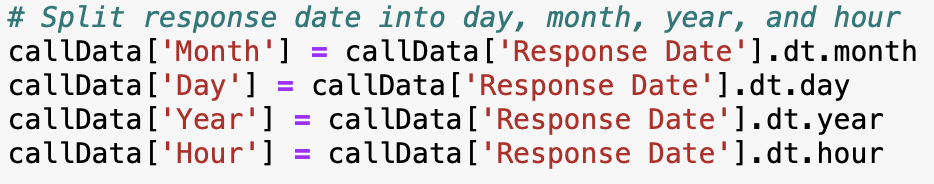 # Split response date into day, month, year, and hour
callData['Month'] = callData['Response Date'].dt.month
callData['Day'] = callData['Response Date'].dt.day
callData['Year'] = callData['Response Date'].dt.year
callData['Hour'] = callData['Response Date'].dt.hour